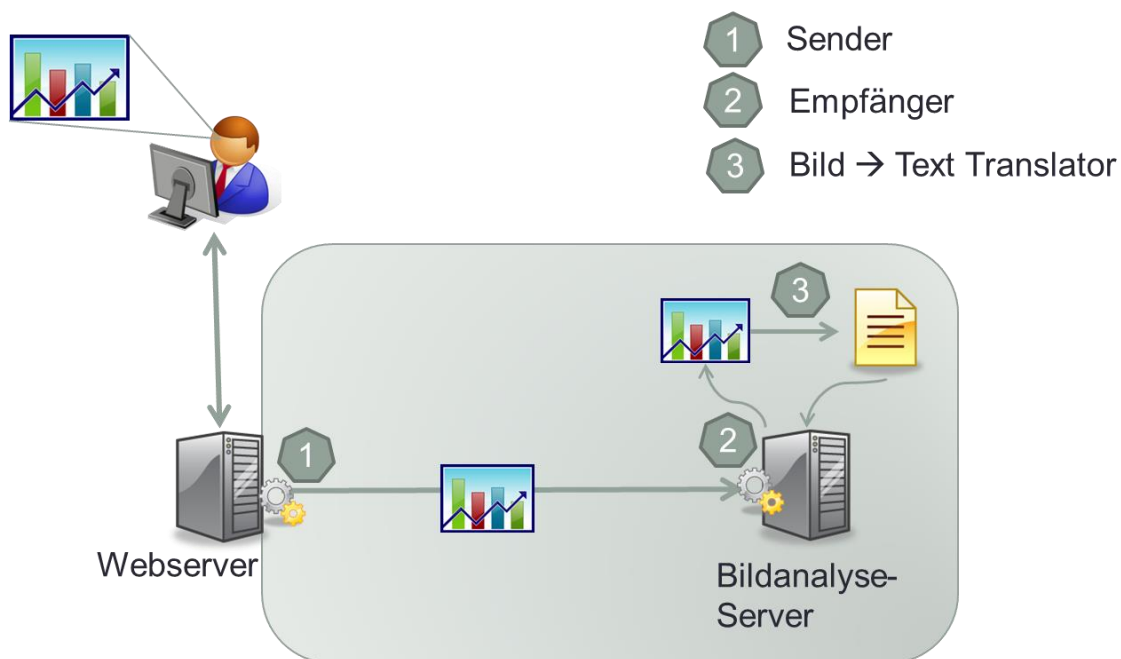 1 Sender
2 Empfänger
3 Bild → Text Translator
3
2
1
Webserver
Bildanalyse-
Server